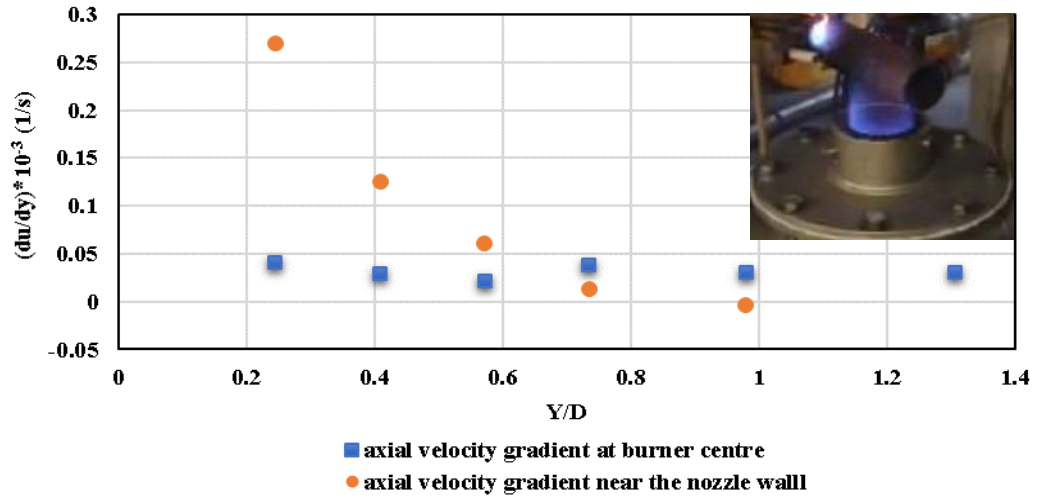 0.3
0.25
0.2
0.15
0.1
0.05
0
-0.05
(du/dy)*10⁻³ (1/s)
0 0.2 0.4 0.6 0.8 1 1.2 1.4
Y/D
axial velocity gradient at burner centre
axial velocity gradient near the nozzle walll